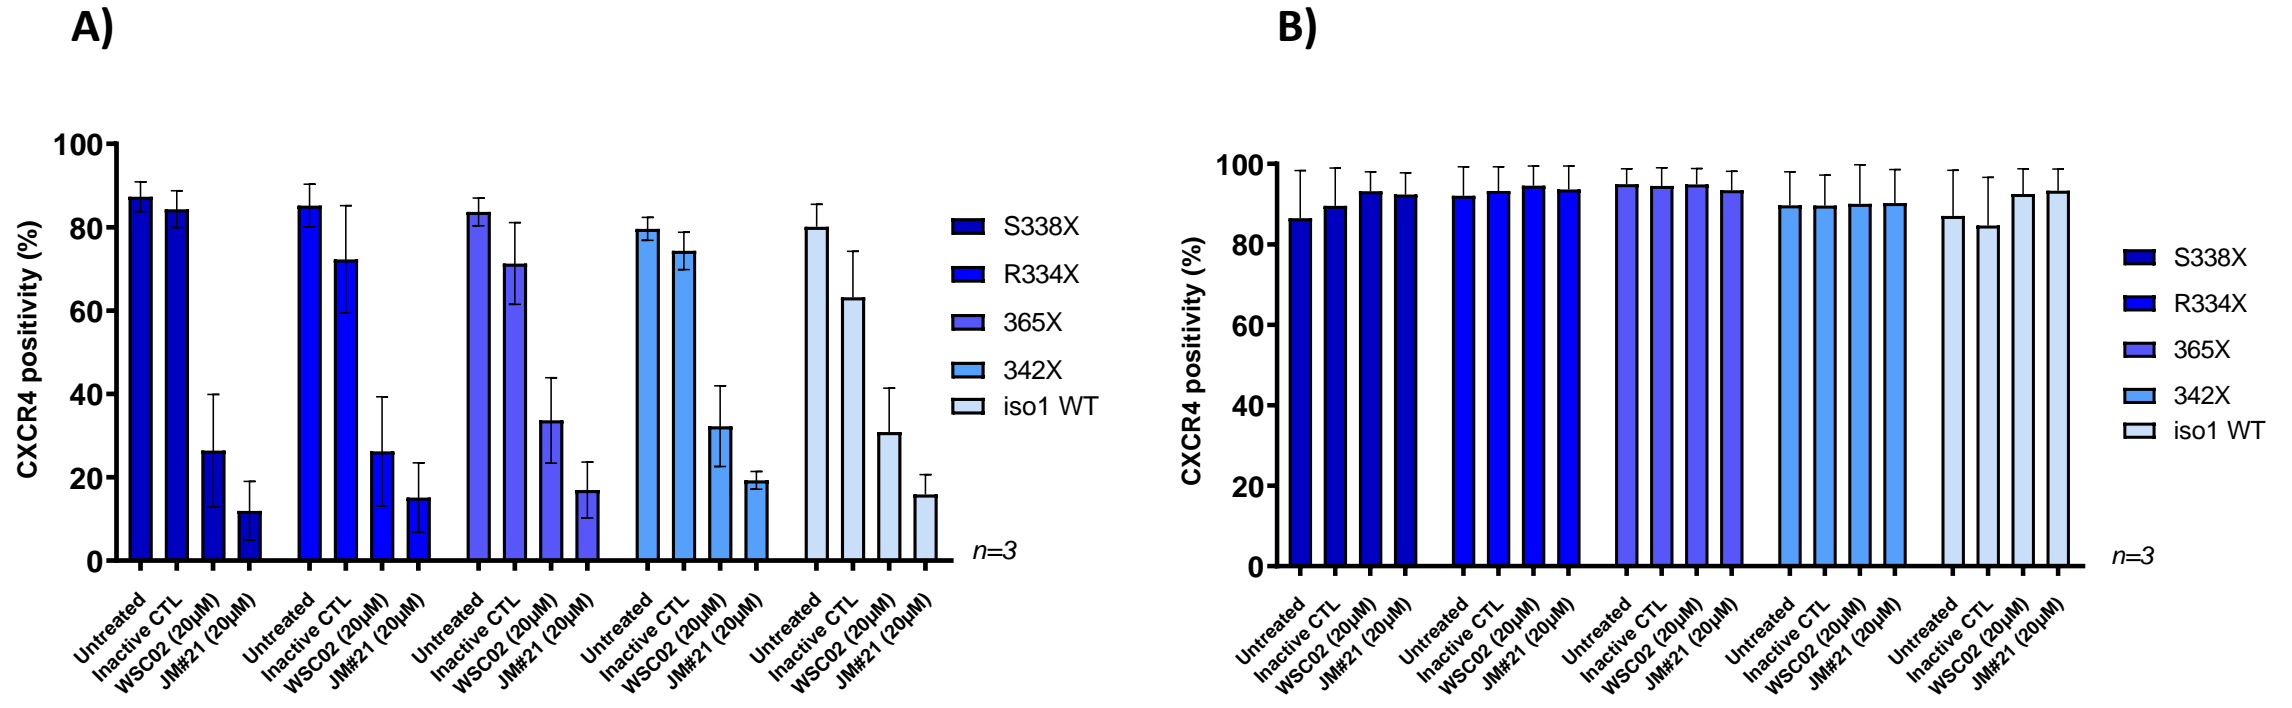 A)
B)
CXCR4 positivity (%)
100
80
60
40
20
0
Untreated
Inactive CTL
WSC02 (20µM)
JM#21 (20µM)
Untreated
Inactive CTL
WSC02 (20µM)
JM#21 (20µM)
Untreated
Inactive CTL
WSC02 (20µM)
JM#21 (20µM)
Untreated
Inactive CTL
WSC02 (20µM)
JM#21 (20µM)
Untreated
Inactive CTL
WSC02 (20µM)
JM#21 (20µM)
S338X
R334X
365X
342X
iso1 WT
n=3
CXCR4 positivity (%)
100
80
60
40
20
0
Untreated
Inactive CTL
WSC02 (20µM)
JM#21 (20µM)
Untreated
Inactive CTL
WSC02 (20µM)
JM#21 (20µM)
Untreated
Inactive CTL
WSC02 (20µM)
JM#21 (20µM)
Untreated
Inactive CTL
WSC02 (20µM)
JM#21 (20µM)
Untreated
Inactive CTL
WSC02 (20µM)
JM#21 (20µM)
S338X
R334X
365X
342X
iso1 WT
n=3